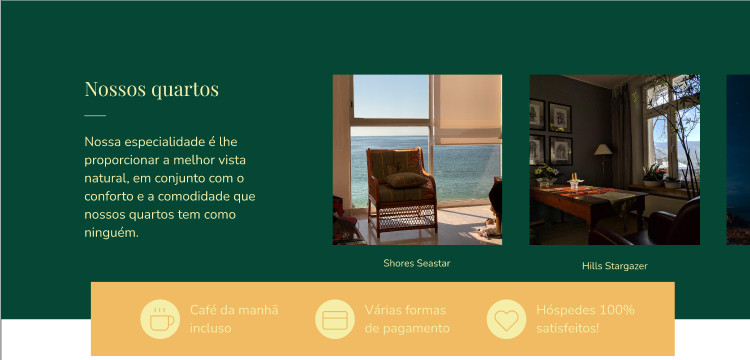 Nossos quartos
Nossa especialidade é lhe
proporcionar a melhor vista
natural, em conjunto com o
conforto e a comodidade que
nossos quartos tem como
ninguém.
Shores Seastar
Hills Stargazer
Café da manhã
incluso
Várias formas
de pagamento
Hóspedes 100%
satisfeitos!